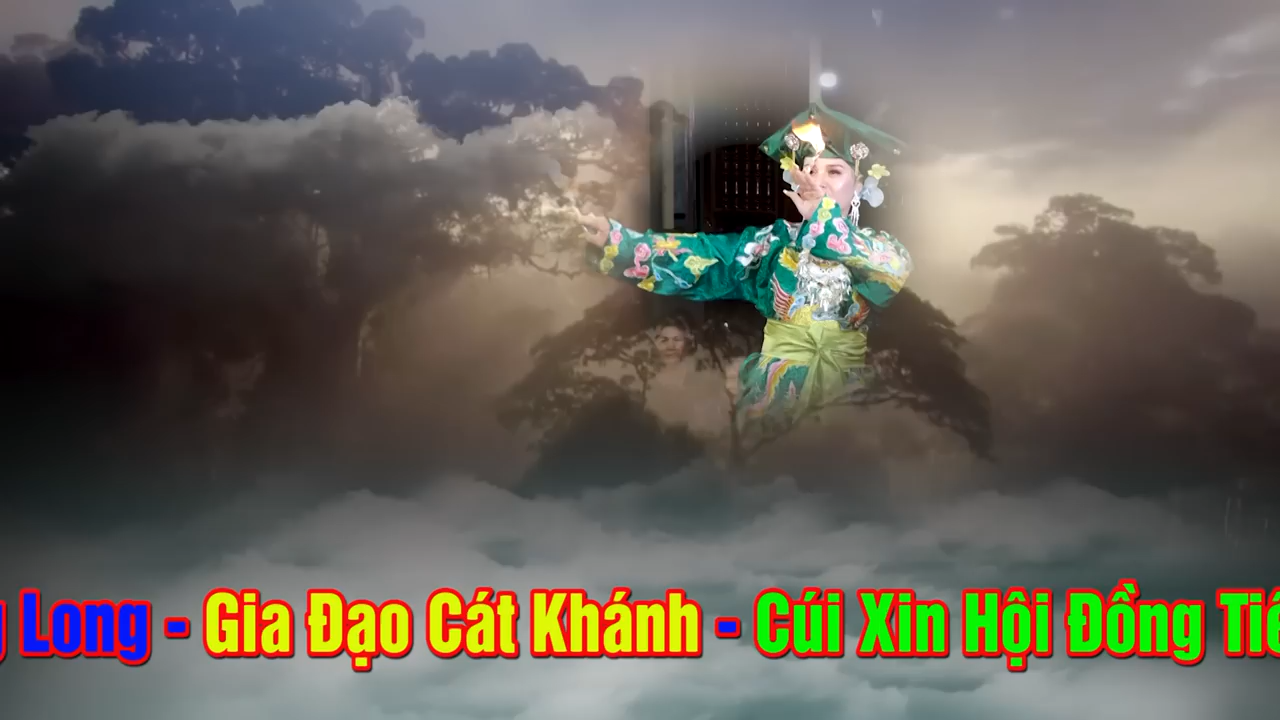 Long - Gia Đạo Cát Khánh - Cúi Xin Hội Đồng